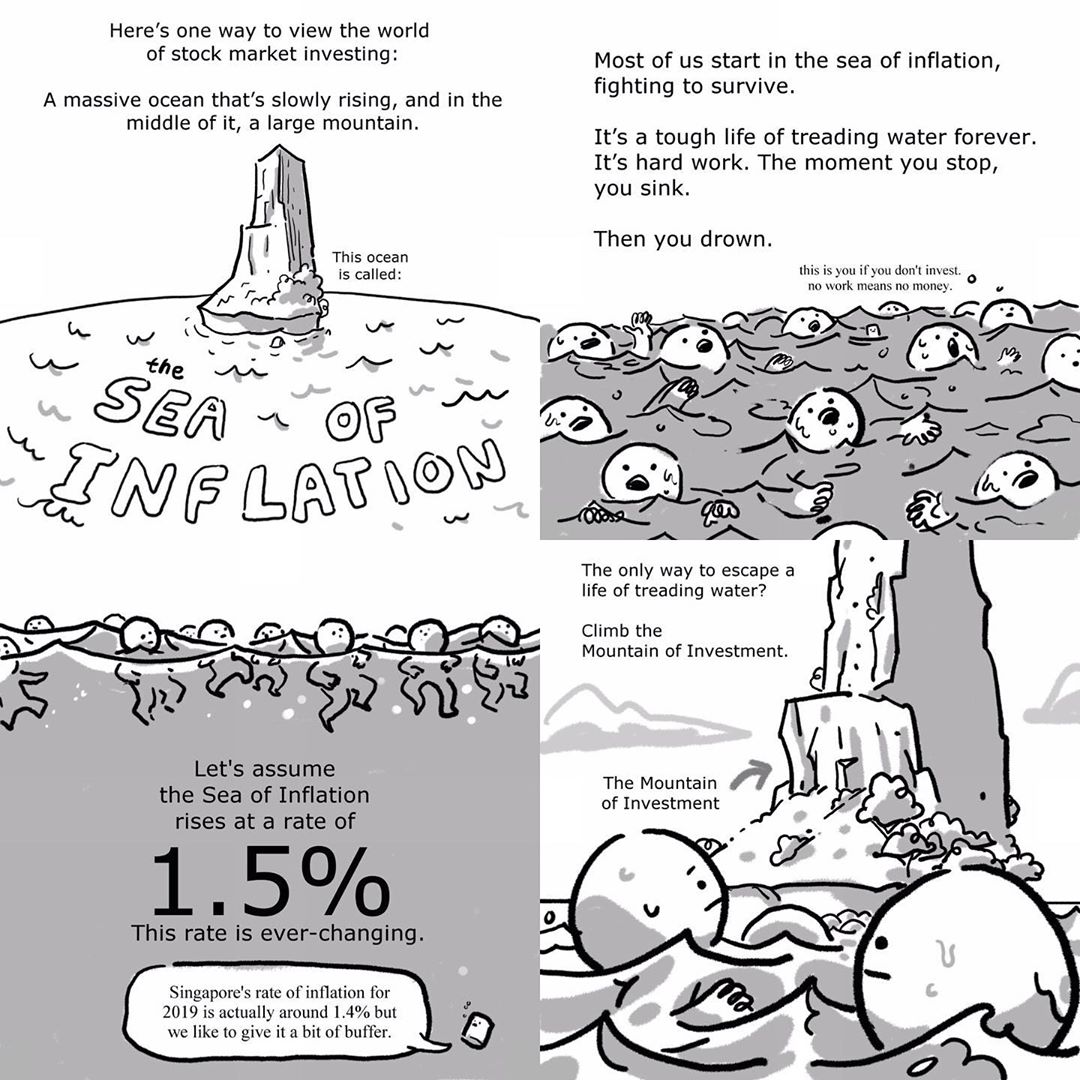 Here's one way to view the world
of stock market investing:
A massive ocean that's slowly rising, and in the
middle of it, a large mountain.
This ocean
is called:
the
SEA OF
INFLATION
Most of us start in the sea of inflation,
fighting to survive.
It's a tough life of treading water forever.
It's hard work. The moment you stop,
you sink.
Then you drown.
this is you if you don't invest.
no work means no money.
Let's assume
the Sea of Inflation
rises at a rate of
1.5%
This rate is ever-changing.
Singapore's rate of inflation for
2019 is actually around 1.4% but
we like to give it a bit of buffer.
The only way to escape a
life of treading water?
Climb the
Mountain of Investment.
The Mountain
of Investment